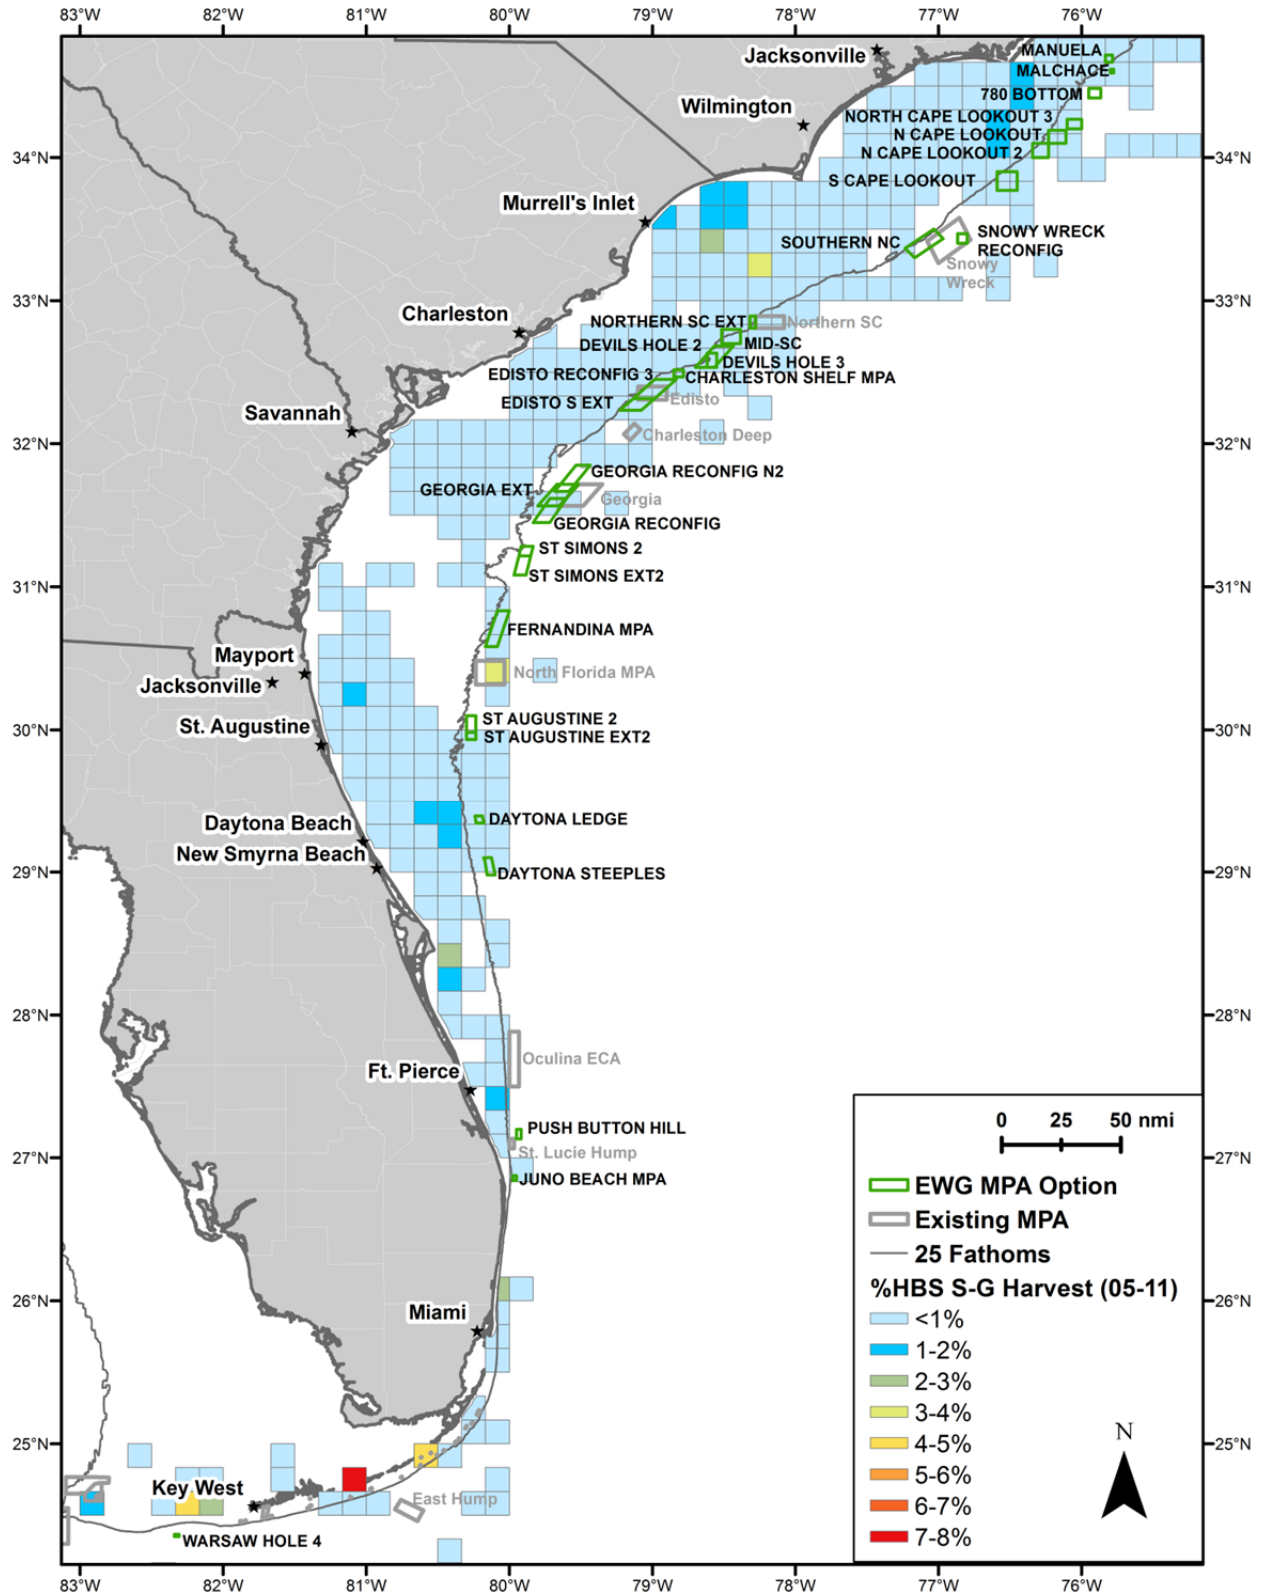 83°W 82°W 81°W 80°W 79°W 78°W 77°W 76°W
Jacksonville
MANUELA
MALCHACE
780 BOTTOM
Wilmington
NORTH CAPE LOOKOUT 3
N CAPE LOOKOUT
34°N
34°N
N CAPE LOOKOUT 2
S CAPE LOOKOUT
Murrell's Inlet
SNOWY WRECK
RECONFIG
SOUTHERN NC
Snowy
Wreck
33°N
33°N
Charleston
NORTHERN SC EXT
Northern SC
DEVILS HOLE 2
MID-SC
DEVILS HOLE 3
EDISTO RECONFIG 3
CHARLESTON SHELF MPA
EDISTO S EXT
Edisto
Savannah
32°N
32°N
Charleston Deep
GEORGIA RECONFIG N2
GEORGIA EXT
Georgia
GEORGIA RECONFIG
ST SIMONS 2
ST SIMONS EXT2
31°N
31°N
FERNANDINA MPA
Mayport
North Florida MPA
Jacksonville
ST AUGUSTINE 2
St. Augustine
30°N
30°N
ST AUGUSTINE EXT2
DAYTONA LEDGE
Daytona Beach
New Smyrna Beach
29°N
29°N
DAYTONA STEEPLES
28°N
28°N
Oculina ECA
Ft. Pierce
PUSH BUTTON HILL
St. Lucie Hump
27°N
27°N
JUNO BEACH MPA
26°N
26°N
Miami
25°N
25°N
Key West
East Hump
WARSAW HOLE 4
0 25 50 nmi
EWG MPA Option
Existing MPA
25 Fathoms
%HBS S-G Harvest (05-11)
<1%
1-2%
2-3%
3-4%
4-5%
5-6%
6-7%
7-8%
N
83°W 82°W 81°W 80°W 79°W 78°W 77°W 76°W